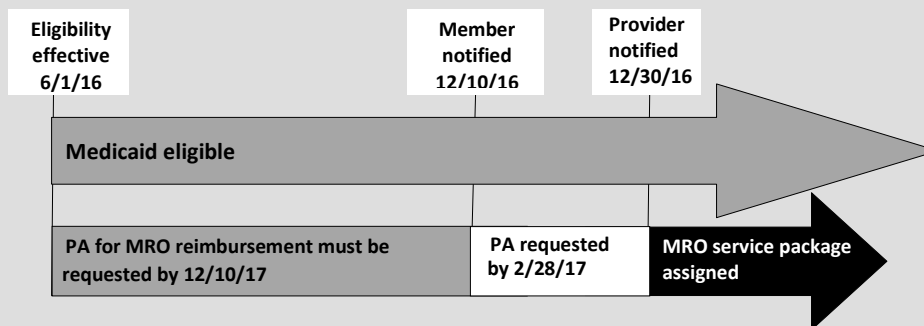 Eligibility
effective
6/1/16
Member
notified
12/10/16
Provider
notified
12/30/16
Medicaid eligible
PA for MRO reimbursement must be
requested by 12/10/17
PA requested
by 2/28/17
MRO service package
assigned